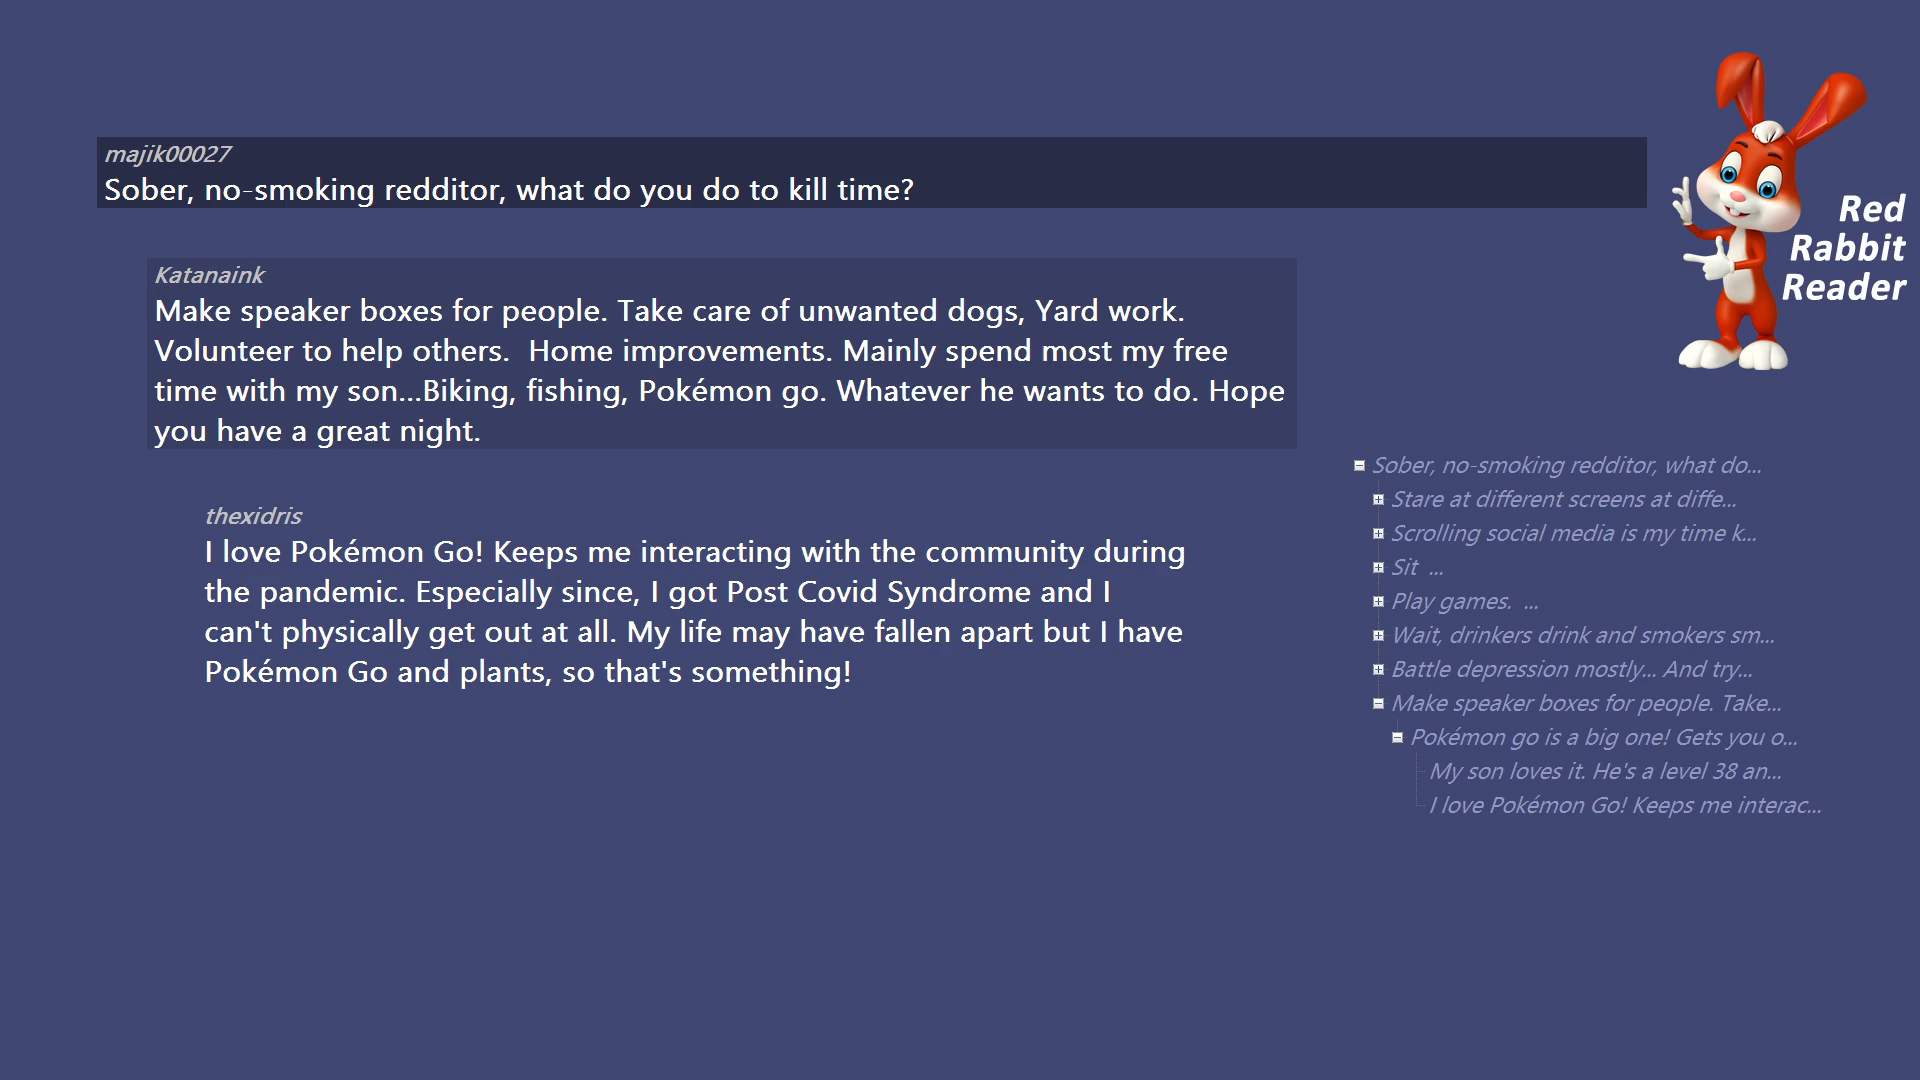 majik00027
Sober, no-smoking redditor, what do you do to kill time?
Katanaink
Make speaker boxes for people. Take care of unwanted dogs, Yard work.
Volunteer to help others.  Home improvements. Mainly spend most my free
time with my son...Biking, fishing, Pokémon go. Whatever he wants to do. Hope
you have a great night.
thexidris
I love Pokémon Go! Keeps me interacting with the community during
the pandemic. Especially since, I got Post Covid Syndrome and I
can't physically get out at all. My life may have fallen apart but I have
Pokémon Go and plants, so that's something!
Red
Rabbit
Reader
Sober, no-smoking redditor, what do...
Stare at different screens at diffe...
Scrolling social media is my time k...
Sit  ...
Play games.  ...
Wait, drinkers drink and smokers sm...
Battle depression mostly... And try...
Make speaker boxes for people. Take...
Pokémon go is a big one! Gets you o...
My son loves it. He's a level 38 an...
I love Pokémon Go! Keeps me interac...